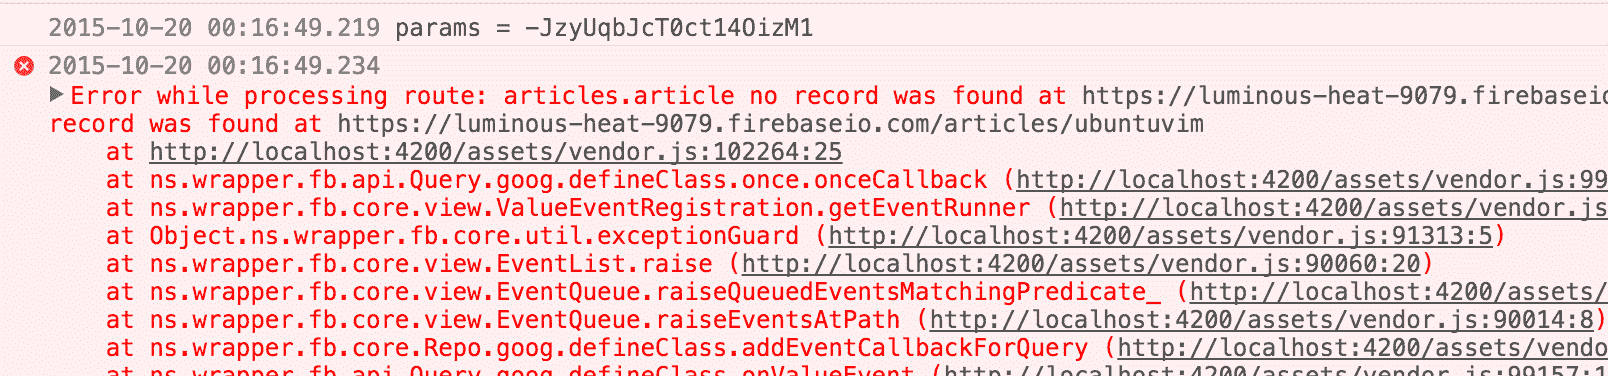 2015-10-20 00:16:49.219 params = -JzyUqbJcT0ct14OizM1
2015-10-20 00:16:49.234
Error while processing route: articles.article no record was found at https://luminous-heat-9079.firebaseio
record was found at https://luminous-heat-9079.firebaseio.com/articles/ubuntuvim
at http://localhost:4200/assets/vendor.js:102264:25
at ns.wrapper.fb.api.Query.goog.defineClass.once.onceCallback (http://localhost:4200/assets/vendor.js:99
at ns.wrapper.fb.core.view.ValueEventRegistration.getEventRunner (http://localhost:4200/assets/vendor.js
at Object.ns.wrapper.fb.core.util.exceptionGuard (http://localhost:4200/assets/vendor.js:91313:5)
at ns.wrapper.fb.core.view.EventList.raise (http://localhost:4200/assets/vendor.js:90060:20)
at ns.wrapper.fb.core.view.EventQueue.raiseQueuedEventsMatchingPredicate_ (http://localhost:4200/assets/
at ns.wrapper.fb.core.view.EventQueue.raiseEventsAtPath (http://localhost:4200/assets/vendor.js:90014:8)
at ns.wrapper.fb.core.Repo.goog.defineClass.addEventCallbackForQuery (http://localhost:4200/assets/vendo
at ns.wrapper.fb.api.Query.goog.defineClass.onValueEvent (http://localhost:4200/assets/vendor.js:99157:1